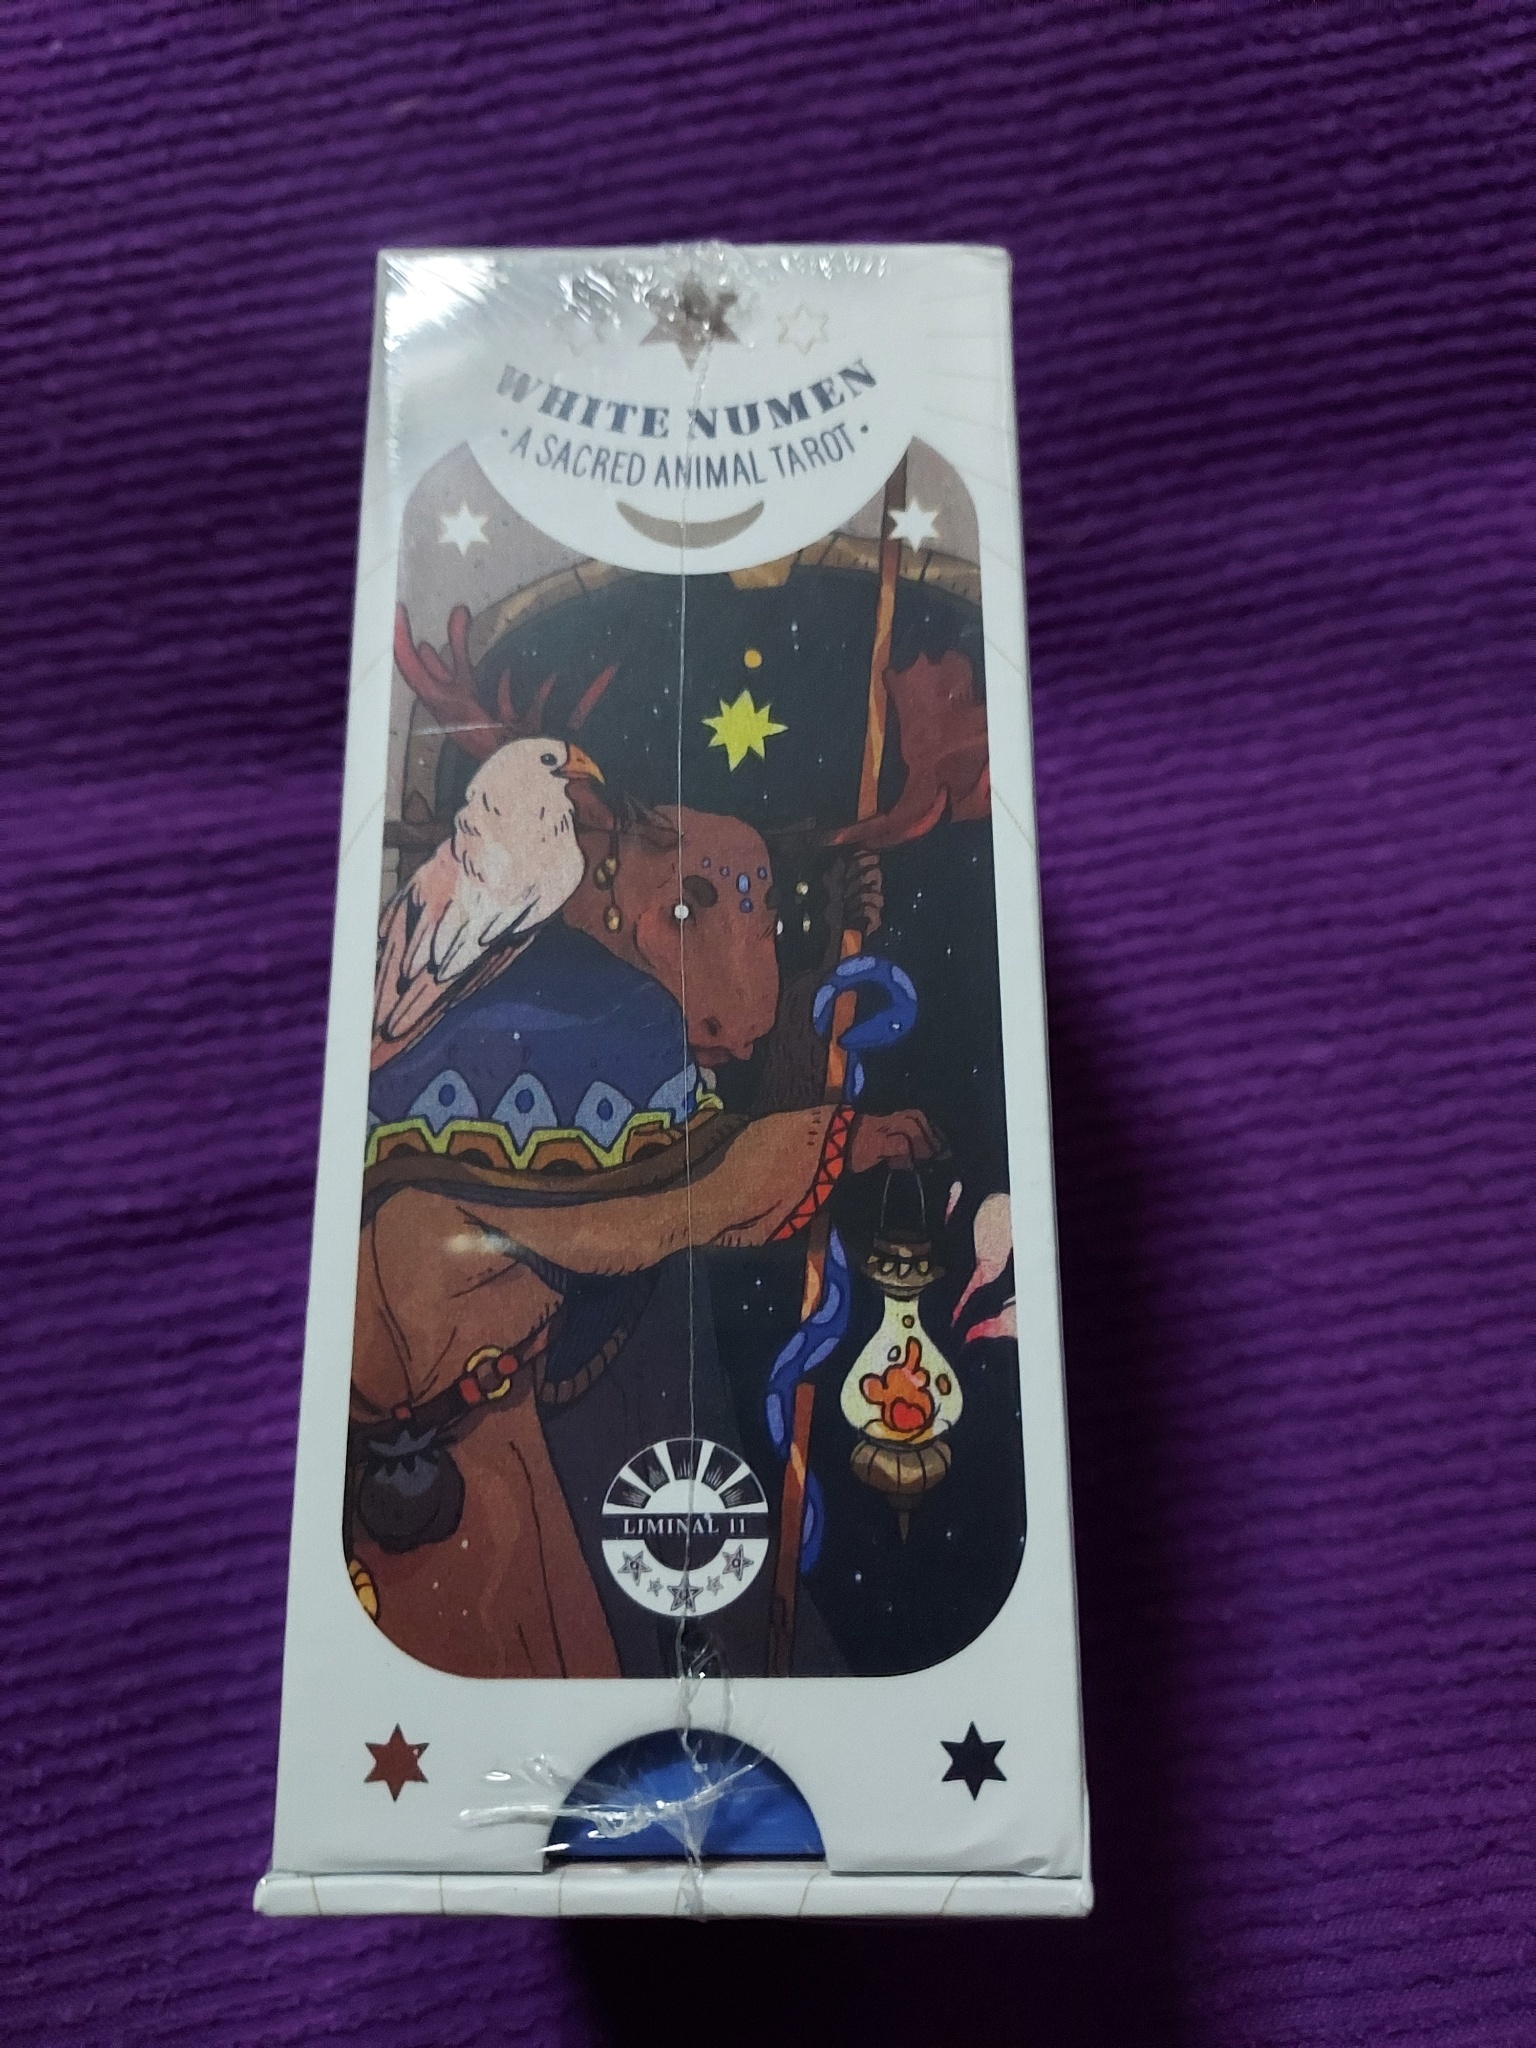 WHITE NUMEN
· A SACRED ANIMAL TAROT ·
LIMINAL 11